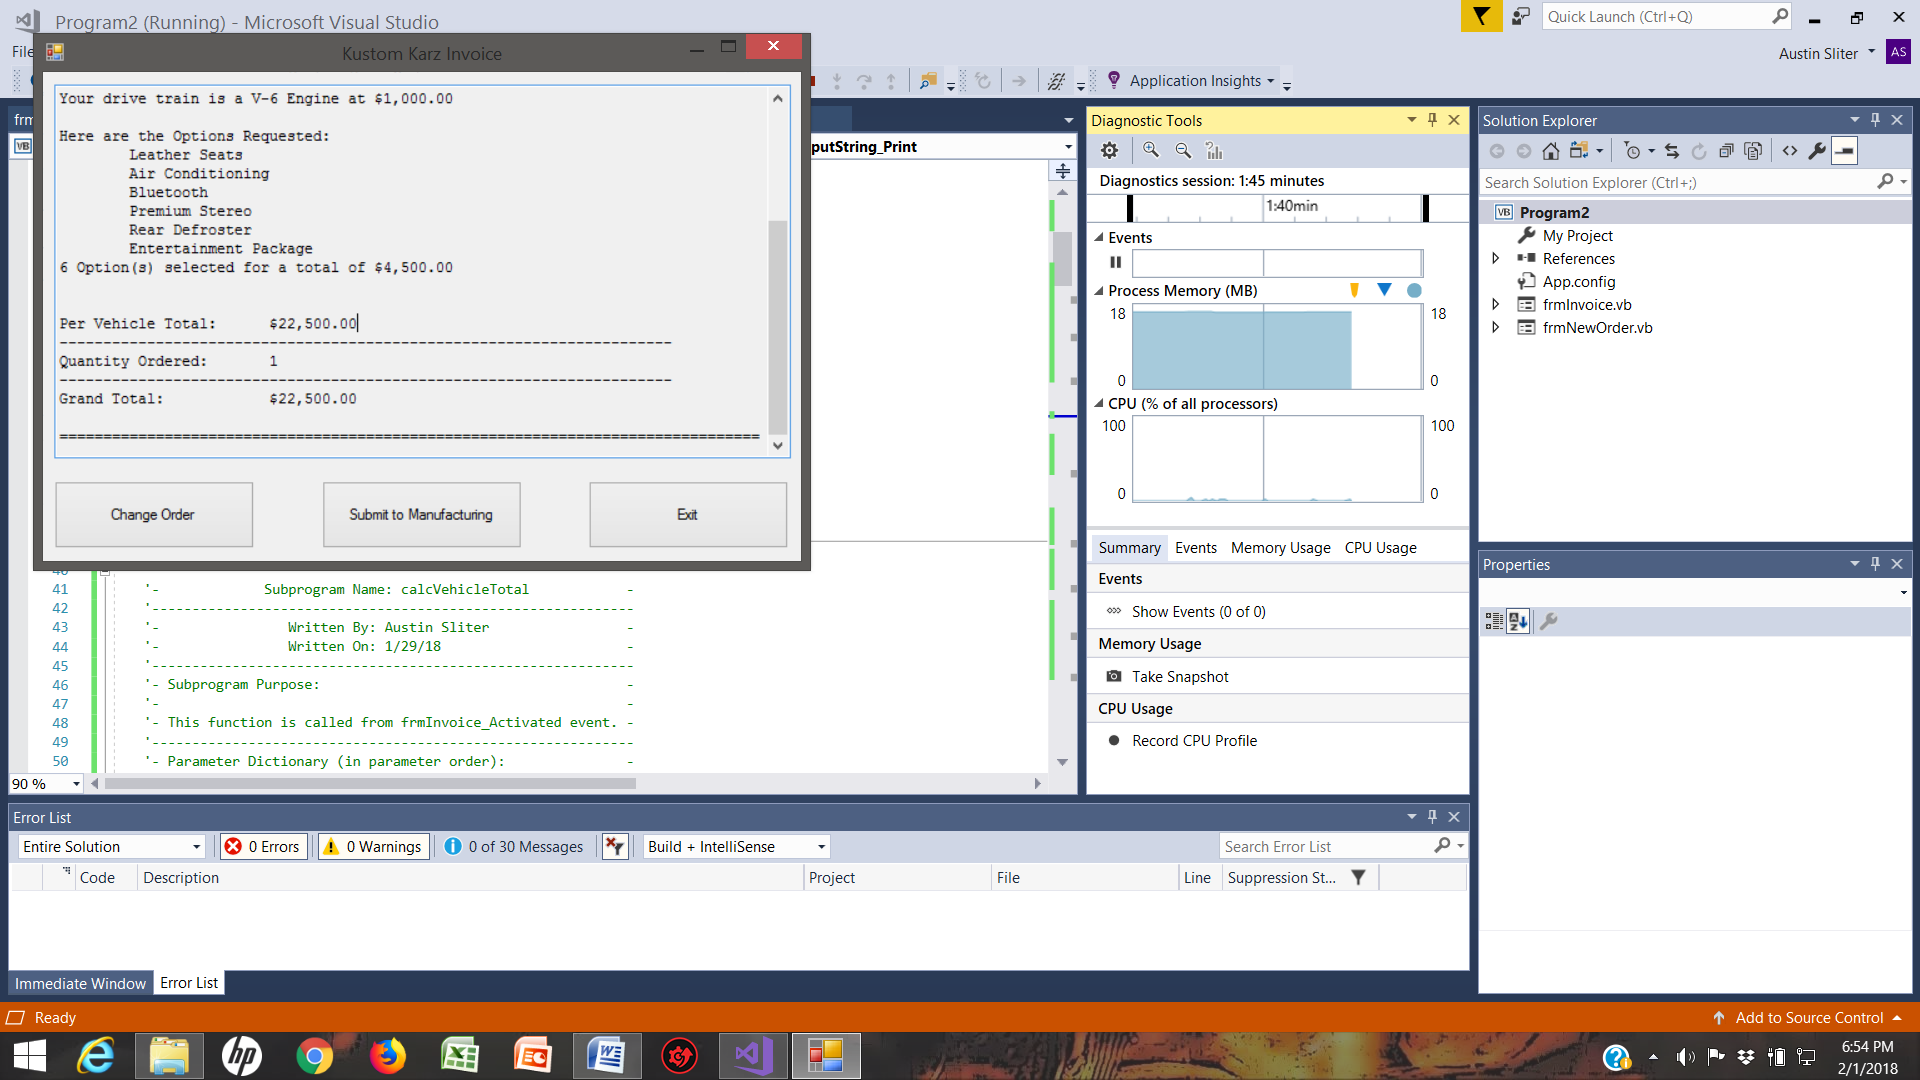 Program2 (Running) - Microsoft Visual Studio
Quick Launch (Ctrl+Q)
File
Austin Sliter
AS
Application Insights
Kustom Karz Invoice
Your drive train is a V-6 Engine at $1,000.00
Here are the Options Requested:
Leather Seats
Air Conditioning
Bluetooth
Premium Stereo
Rear Defroster
Entertainment Package
6 Option(s) selected for a total of $4,500.00
Per Vehicle Total: $22,500.00
----------------------------------------------------------------------
Quantity Ordered: 1
----------------------------------------------------------------------
Grand Total: $22,500.00
================================================================================
Change Order
Submit to Manufacturing
Exit
frm
VB
putString_Print
41 '- Subprogram Name: calcVehicleTotal -
42 '------------------------------------------------------------
43 '- Written By: Austin Sliter -
44 '- Written On: 1/29/18 -
45 '------------------------------------------------------------
46 '- Subprogram Purpose: -
47 '- -
48 '- This function is called from frmInvoice_Activated event. -
49 '------------------------------------------------------------
50 '- Parameter Dictionary (in parameter order): -
90 %
Diagnostic Tools
Diagnostics session: 1:45 minutes
1:40min
Events
Process Memory (MB)
18 18
0 0
CPU (% of all processors)
100 100
0 0
Summary Events Memory Usage CPU Usage
Events
Show Events (0 of 0)
Memory Usage
Take Snapshot
CPU Usage
Record CPU Profile
Solution Explorer
Search Solution Explorer (Ctrl+;)
VB Program2
My Project
References
App.config
frmInvoice.vb
frmNewOrder.vb
Properties
Error List
Entire Solution
0 Errors
0 Warnings
0 of 30 Messages
Build + IntelliSense
Search Error List
Code Description Project File Line Suppression St...
Immediate Window
Error List
Ready
Add to Source Control
6:54 PM
2/1/2018